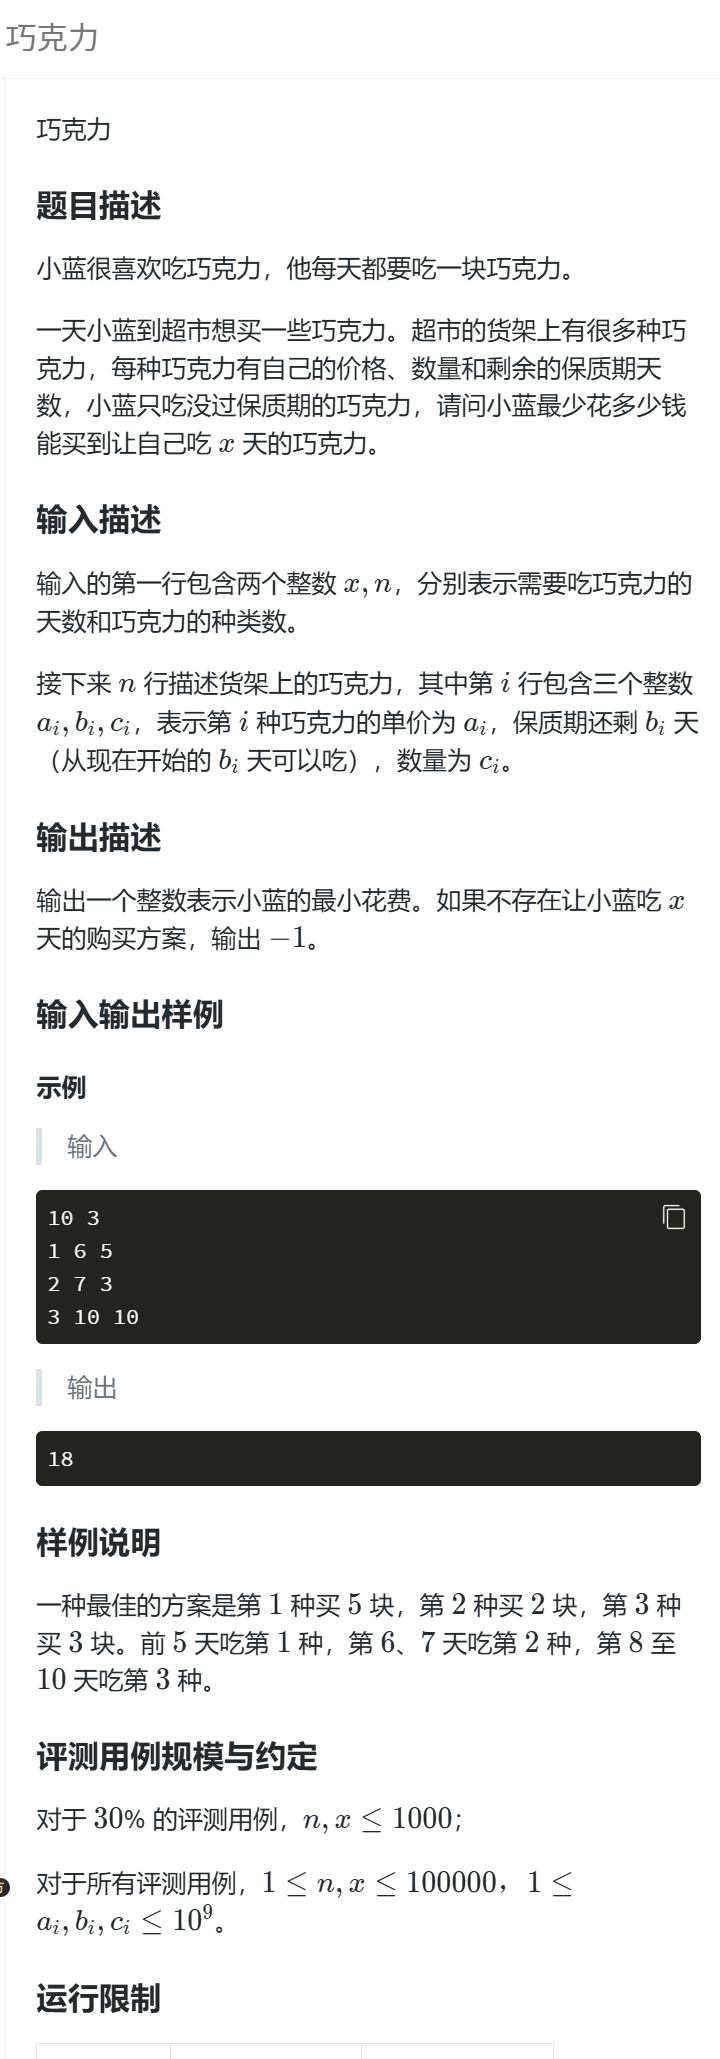 巧克力
巧克力
题目描述
小蓝很喜欢吃巧克力，他每天都要吃一块巧克力。
一天小蓝到超市想买一些巧克力。超市的货架上有很多种巧
克力，每种巧克力有自己的价格、数量和剩余的保质期天
数，小蓝只吃没过保质期的巧克力，请问小蓝最少花多少钱
能买到让自己吃 x 天的巧克力。
输入描述
输入的第一行包含两个整数 x, n，分别表示需要吃巧克力的
天数和巧克力的种类数。
接下来 n 行描述货架上的巧克力，其中第 i 行包含三个整数
aᵢ, bᵢ, cᵢ，表示第 i 种巧克力的单价为 aᵢ，保质期还剩 bᵢ 天
（从现在开始的 bᵢ 天可以吃），数量为 cᵢ。
输出描述
输出一个整数表示小蓝的最小花费。如果不存在让小蓝吃 x
天的购买方案，输出 −1。
输入输出样例
示例
输入
10 3
1 6 5
2 7 3
3 10 10
输出
18
样例说明
一种最佳的方案是第 1 种买 5 块，第 2 种买 2 块，第 3 种
买 3 块。前 5 天吃第 1 种，第 6、7 天吃第 2 种，第 8 至
10 天吃第 3 种。
评测用例规模与约定
对于 30% 的评测用例，n, x ≤ 1000；
对于所有评测用例，1 ≤ n, x ≤ 100000，1 ≤
aᵢ, bᵢ, cᵢ ≤ 10⁹。
运行限制